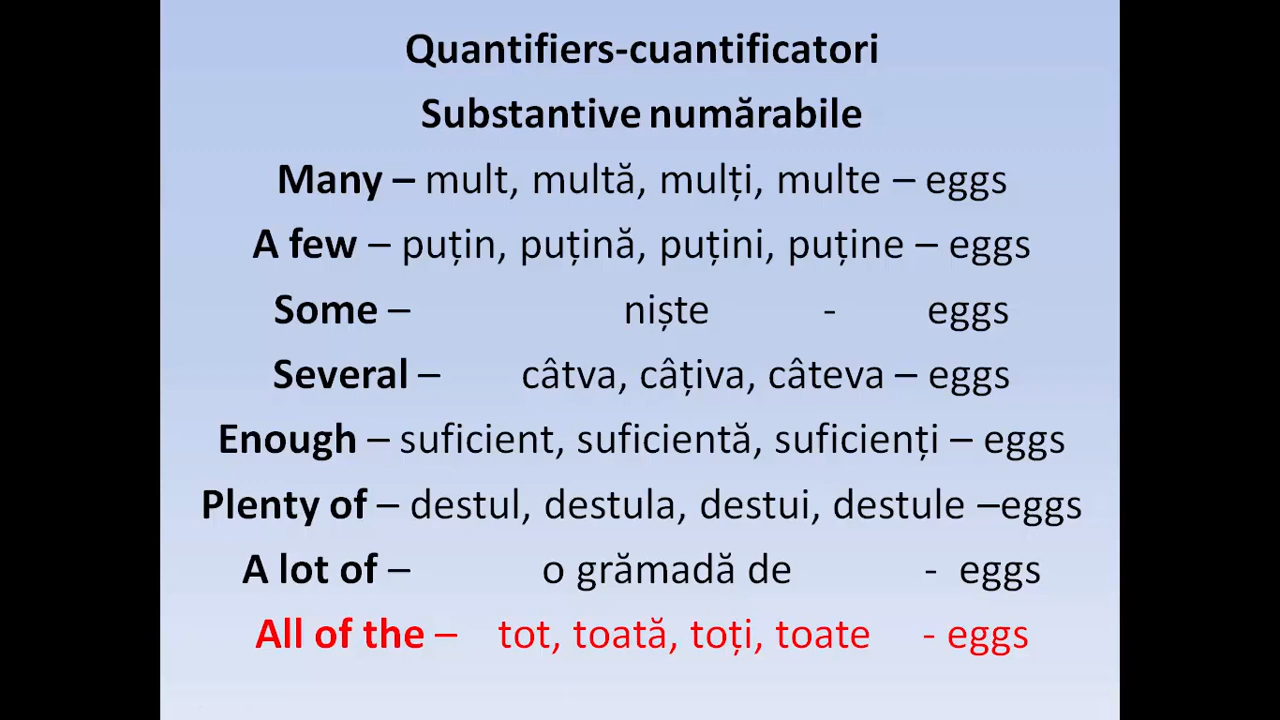 Quantifiers-cuantificatori
Substantive numărabile
Many – mult, multă, mulți, multe – eggs
A few – puțin, puțină, puțini, puține – eggs
Some – niște - eggs
Several – câtva, câțiva, câteva – eggs
Enough – suficient, suficientă, suficienți – eggs
Plenty of – destul, destula, destui, destule –eggs
A lot of – o grămadă de - eggs
All of the – tot, toată, toți, toate - eggs